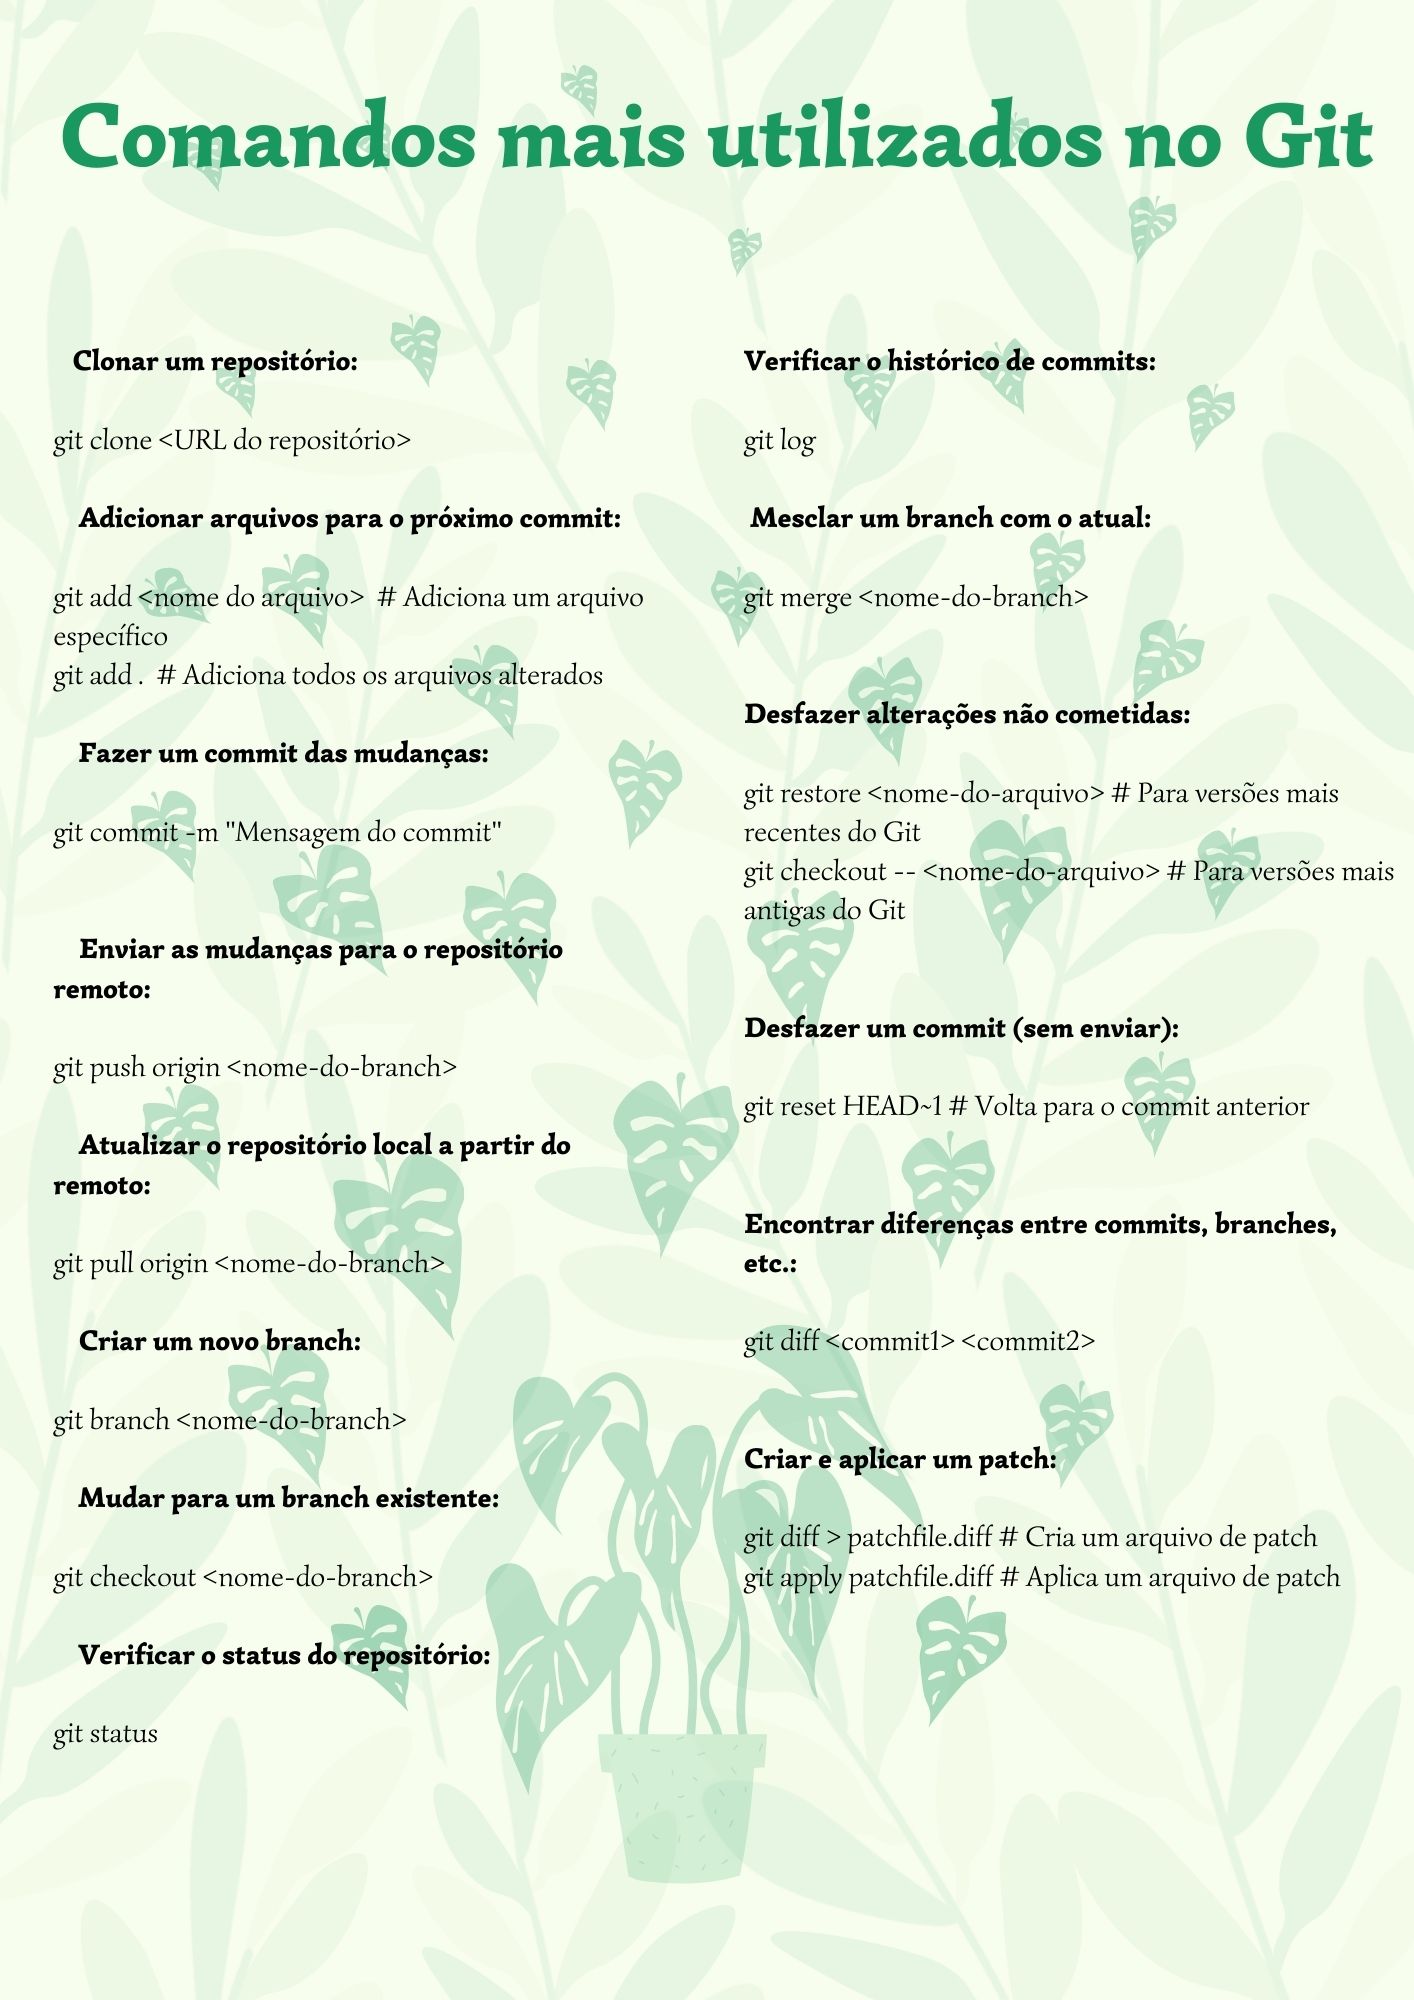 Comandos mais utilizados no Git
Clonar um repositório:
git clone <URL do repositório>
Adicionar arquivos para o próximo commit:
git add <nome do arquivo>  # Adiciona um arquivo
específico
git add .  # Adiciona todos os arquivos alterados
Fazer um commit das mudanças:
git commit -m "Mensagem do commit"
Enviar as mudanças para o repositório
remoto:
git push origin <nome-do-branch>
Atualizar o repositório local a partir do
remoto:
git pull origin <nome-do-branch>
Criar um novo branch:
git branch <nome-do-branch>
Mudar para um branch existente:
git checkout <nome-do-branch>
Verificar o status do repositório:
git status
Verificar o histórico de commits:
git log
Mesclar um branch com o atual:
git merge <nome-do-branch>
Desfazer alterações não cometidas:
git restore <nome-do-arquivo> # Para versões mais
recentes do Git
git checkout -- <nome-do-arquivo> # Para versões mais
antigas do Git
Desfazer um commit (sem enviar):
git reset HEAD~1 # Volta para o commit anterior
Encontrar diferenças entre commits, branches,
etc.:
git diff <commit1> <commit2>
Criar e aplicar um patch:
git diff > patchfile.diff # Cria um arquivo de patch
git apply patchfile.diff # Aplica um arquivo de patch